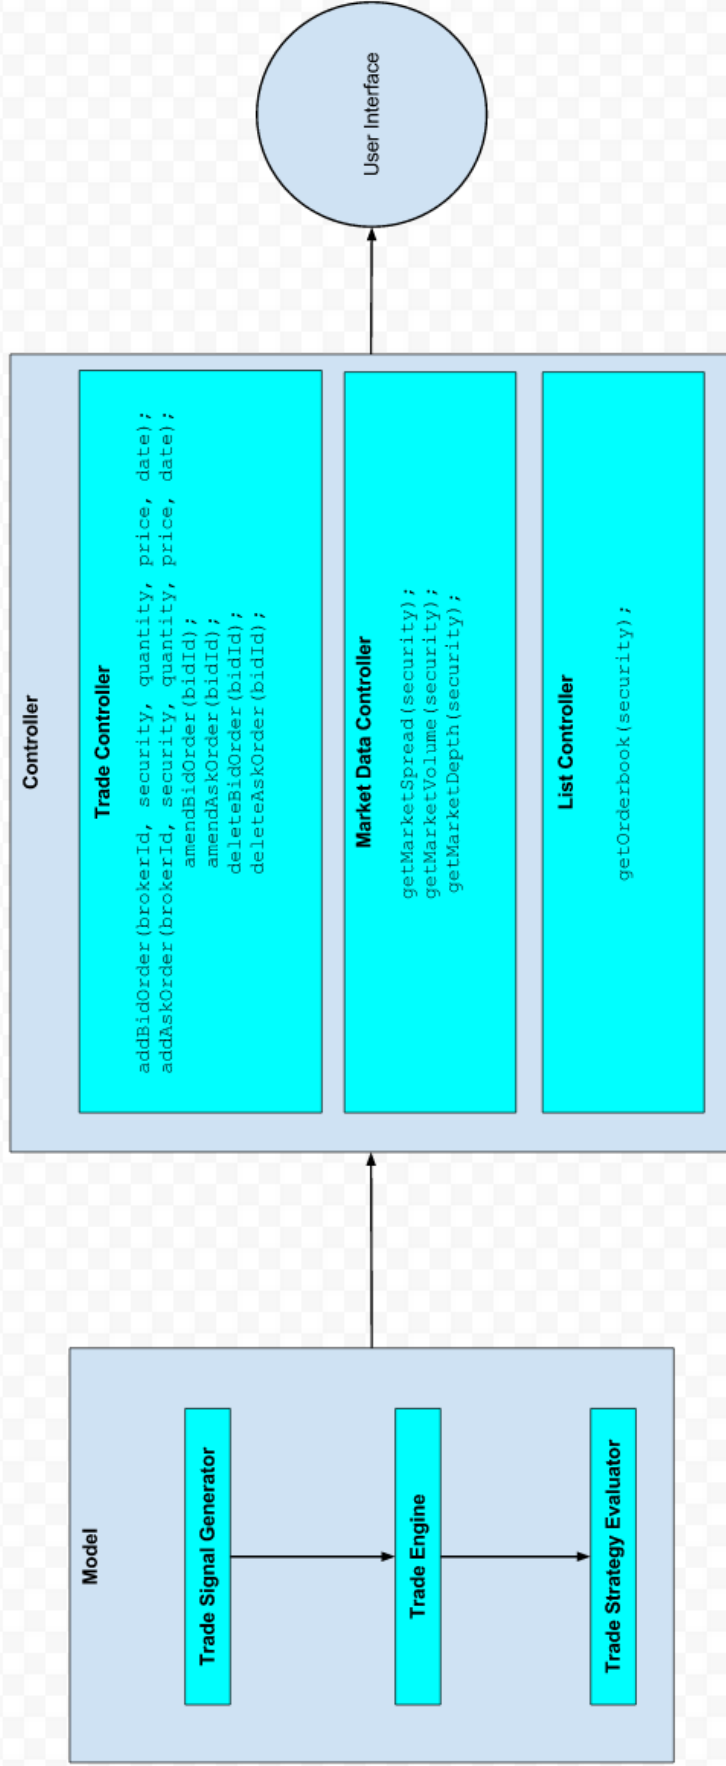 Model
Trade Signal Generator
Trade Engine
Trade Strategy Evaluator
Controller
Trade Controller
addBidOrder(brokerId, security, quantity, price, date);
addAskOrder(brokerId, security, quantity, price, date);
amendBidOrder(bidId);
amendAskOrder(bidId);
deleteBidOrder(bidId);
deleteAskOrder(bidId);
Market Data Controller
getMarketSpread(security);
getMarketVolume(security);
getMarketDepth(security);
List Controller
getOrderbook(security);
User Interface